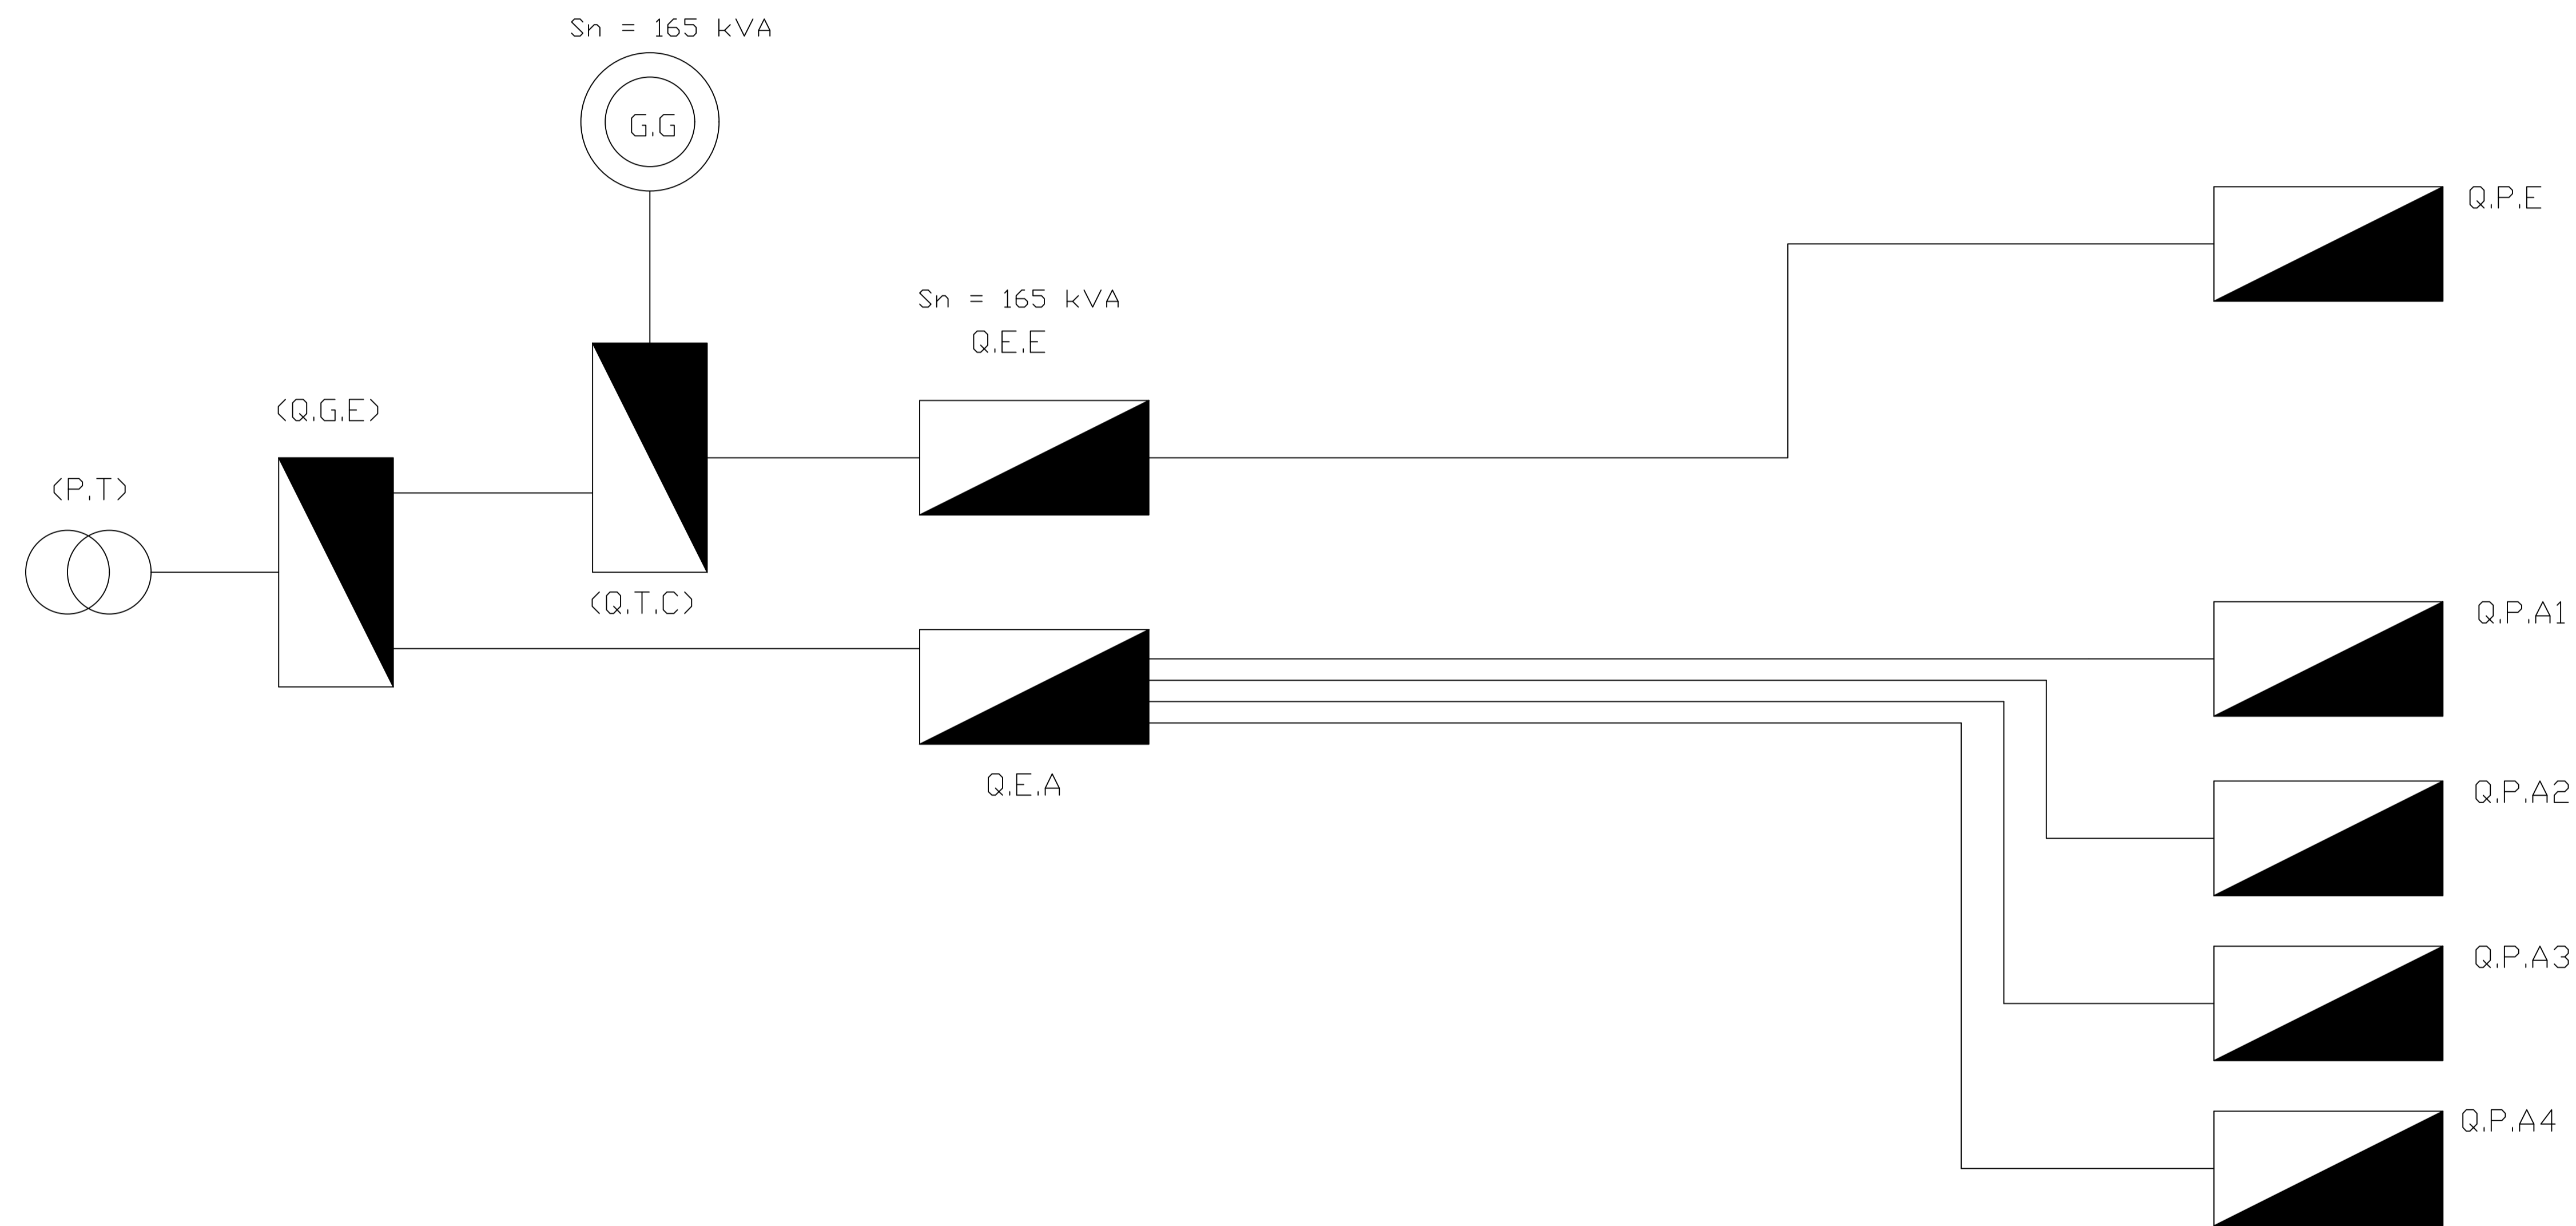 Sn = 165 kVA
G.G
Q.P.E
Sn = 165 kVA
Q.E.E
(Q.G.E)
(P.T)
(Q.T.C)
Q.P.A1
Q.E.A
Q.P.A2
Q.P.A3
Q.P.A4